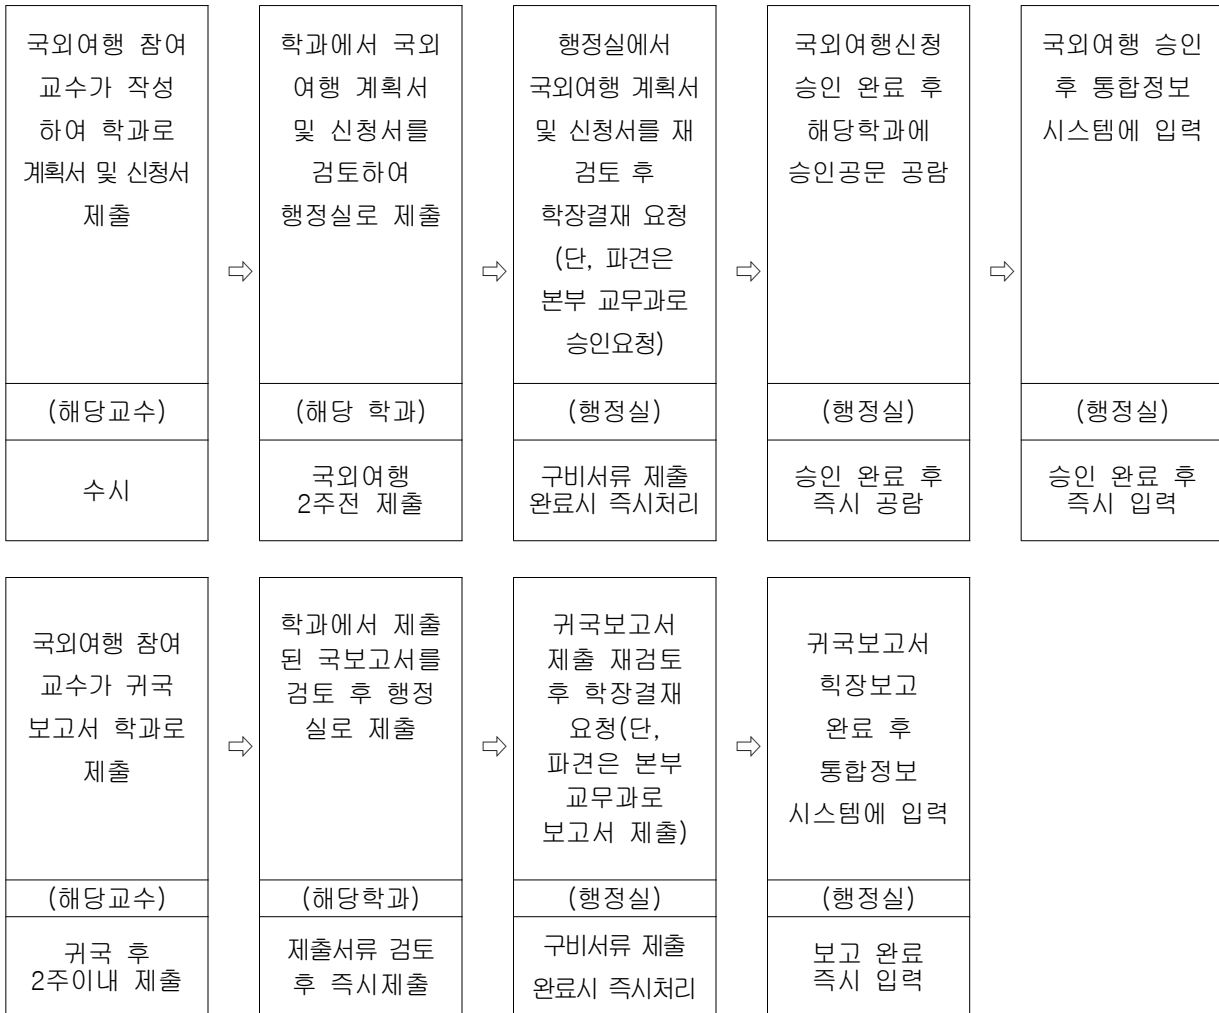 국외여행 참여
교수가 작성
하여 학과로
계획서 및 신청서
제출
(해당교수)
수시
⇨
학과에서 국외
여행 계획서
및 신청서를
검토하여
행정실로 제출
(해당 학과)
국외여행
2주전 제출
⇨
행정실에서
국외여행 계획서
및 신청서를 재
검토 후
학장결재 요청
(단, 파견은
본부 교무과로
승인요청)
(행정실)
구비서류 제출
완료시 즉시처리
⇨
국외여행신청
승인 완료 후
해당학과에
승인공문 공람
(행정실)
승인 완료 후
즉시 공람
⇨
국외여행 승인
후 통합정보
시스템에 입력
(행정실)
승인 완료 후
즉시 입력
국외여행 참여
교수가 귀국
보고서 학과로
제출
(해당교수)
귀국 후
2주이내 제출
⇨
학과에서 제출
된 국보고서를
검토 후 행정
실로 제출
(해당학과)
제출서류 검토
후 즉시제출
⇨
귀국보고서
제출 재검토
후 학장결재
요청(단,
파견은 본부
교무과로
보고서 제출)
(행정실)
구비서류 제출
완료시 즉시처리
⇨
귀국보고서
힉장보고
완료 후
통합정보
시스템에 입력
(행정실)
보고 완료
즉시 입력